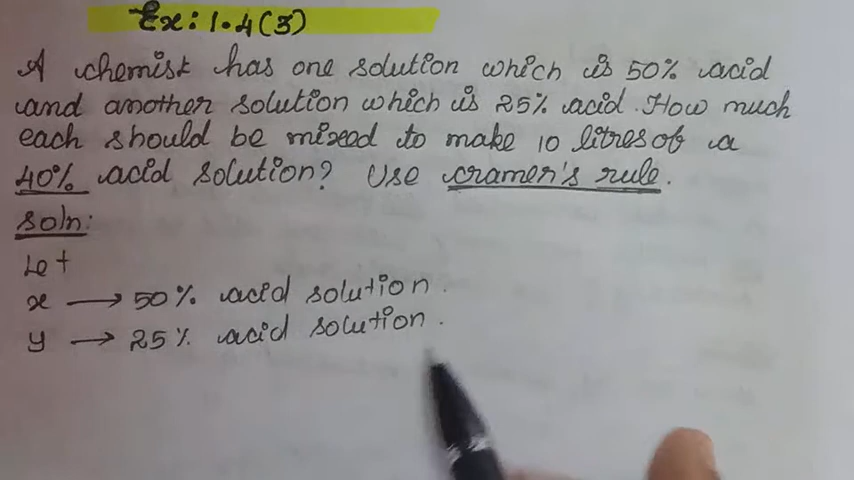 Ex: 1.4(3)
A chemist has one solution which is 50% acid
and another solution which is 25% acid. How much
each should be mixed to make 10 litres of a
40% acid solution? Use cramer's rule.
soln:
Let
x → 50% acid solution.
y → 25% acid solution.